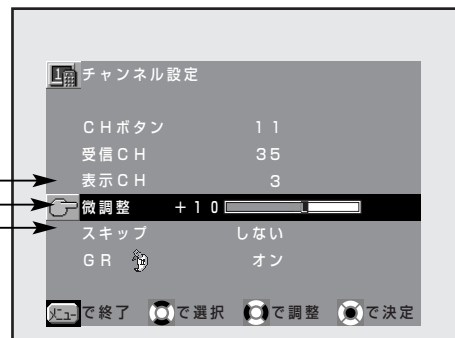 チャンネル設定
CHボタン 11
受信CH 35
表示CH 3
微調整 +10
スキップ しない
GR オン
メニューで終了 で選択 で調整 で決定